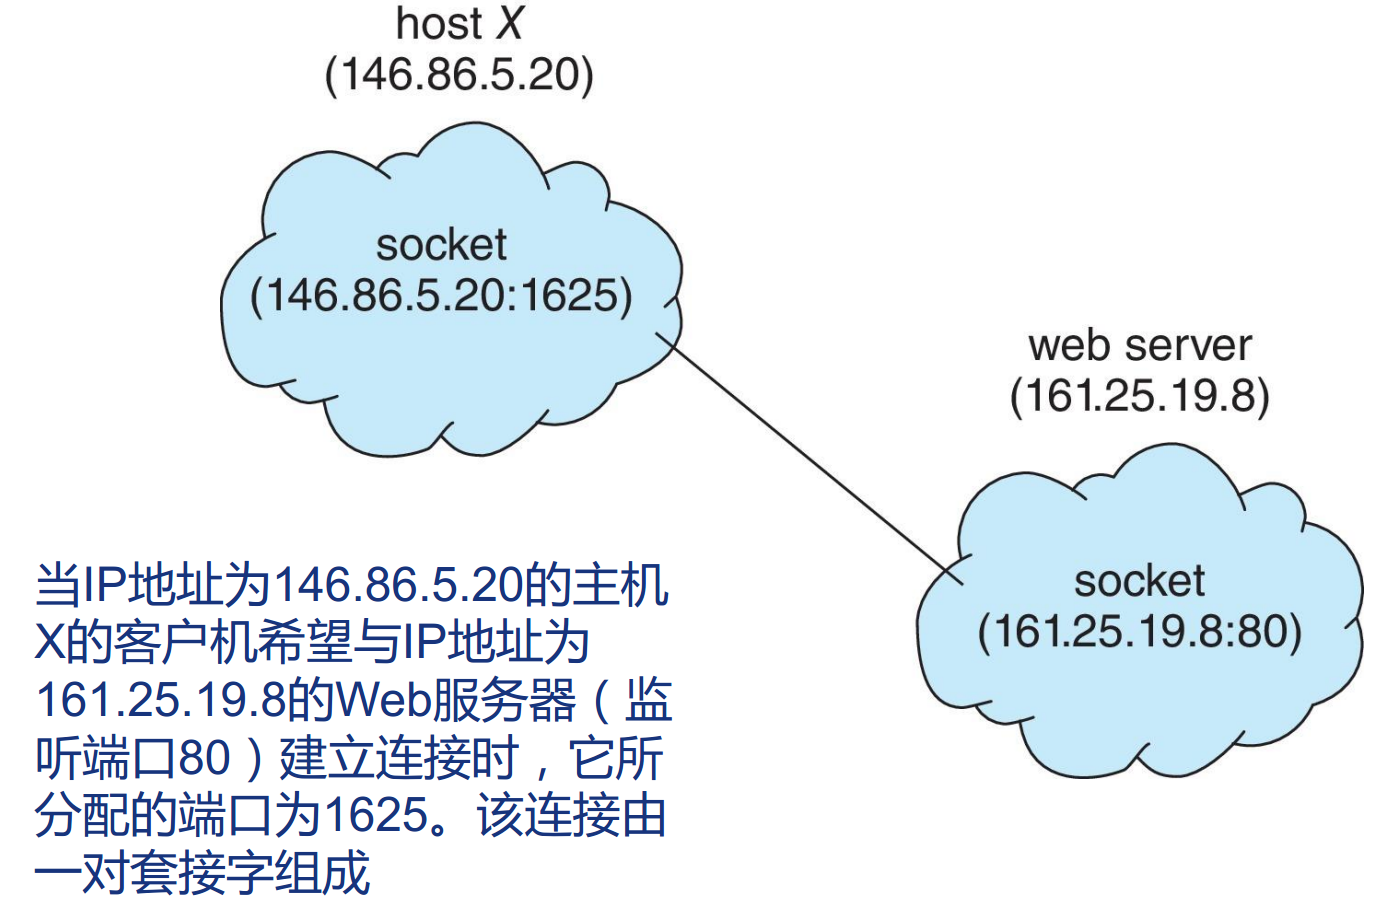 host X
(146.86.5.20)
socket
(146.86.5.20:1625)
web server
(161.25.19.8)
socket
(161.25.19.8:80)
当IP地址为146.86.5.20的主机
X的客户机希望与IP地址为
161.25.19.8的Web服务器（监
听端口80）建立连接时，它所
分配的端口为1625。该连接由
一对套接字组成